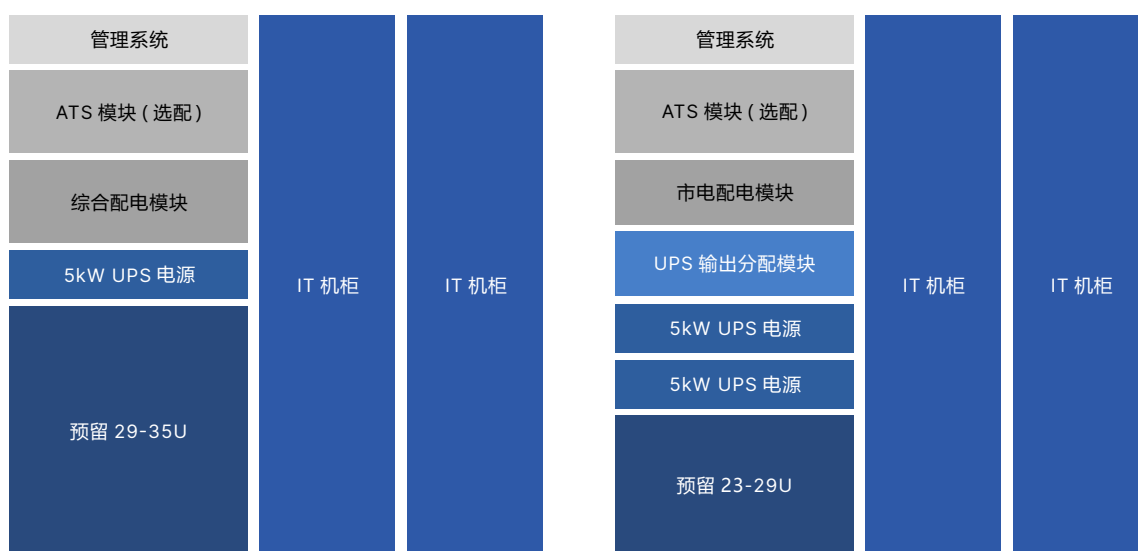 管理系统
ATS 模块 ( 选配 )
综合配电模块
5kW UPS 电源
预留 29-35U
IT 机柜
IT 机柜
管理系统
ATS 模块 ( 选配 )
市电配电模块
UPS 输出分配模块
5kW UPS 电源
5kW UPS 电源
预留 23-29U
IT 机柜
IT 机柜